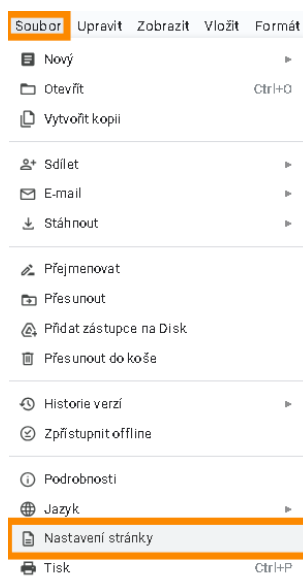 Soubor Upravit Zobrazit Vložit Formát
Nový
Otevřít Ctrl+O
Vytvořit kopii
Sdílet
E-mail
Stáhnout
Přejmenovat
Přesunout
Přidat zástupce na Disk
Přesunout do koše
Historie verzí
Zpřístupnit offline
Podrobnosti
Jazyk
Nastavení stránky
Tisk Ctrl+P